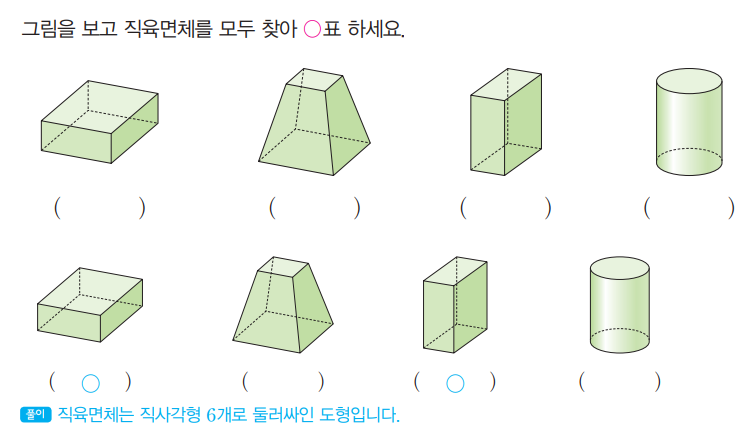 그림을 보고 직육면체를 모두 찾아 ○표 하세요.
( ) ( ) ( ) ( )
( ○ ) ( ) ( ○ ) ( )
풀이 직육면체는 직사각형 6개로 둘러싸인 도형입니다.